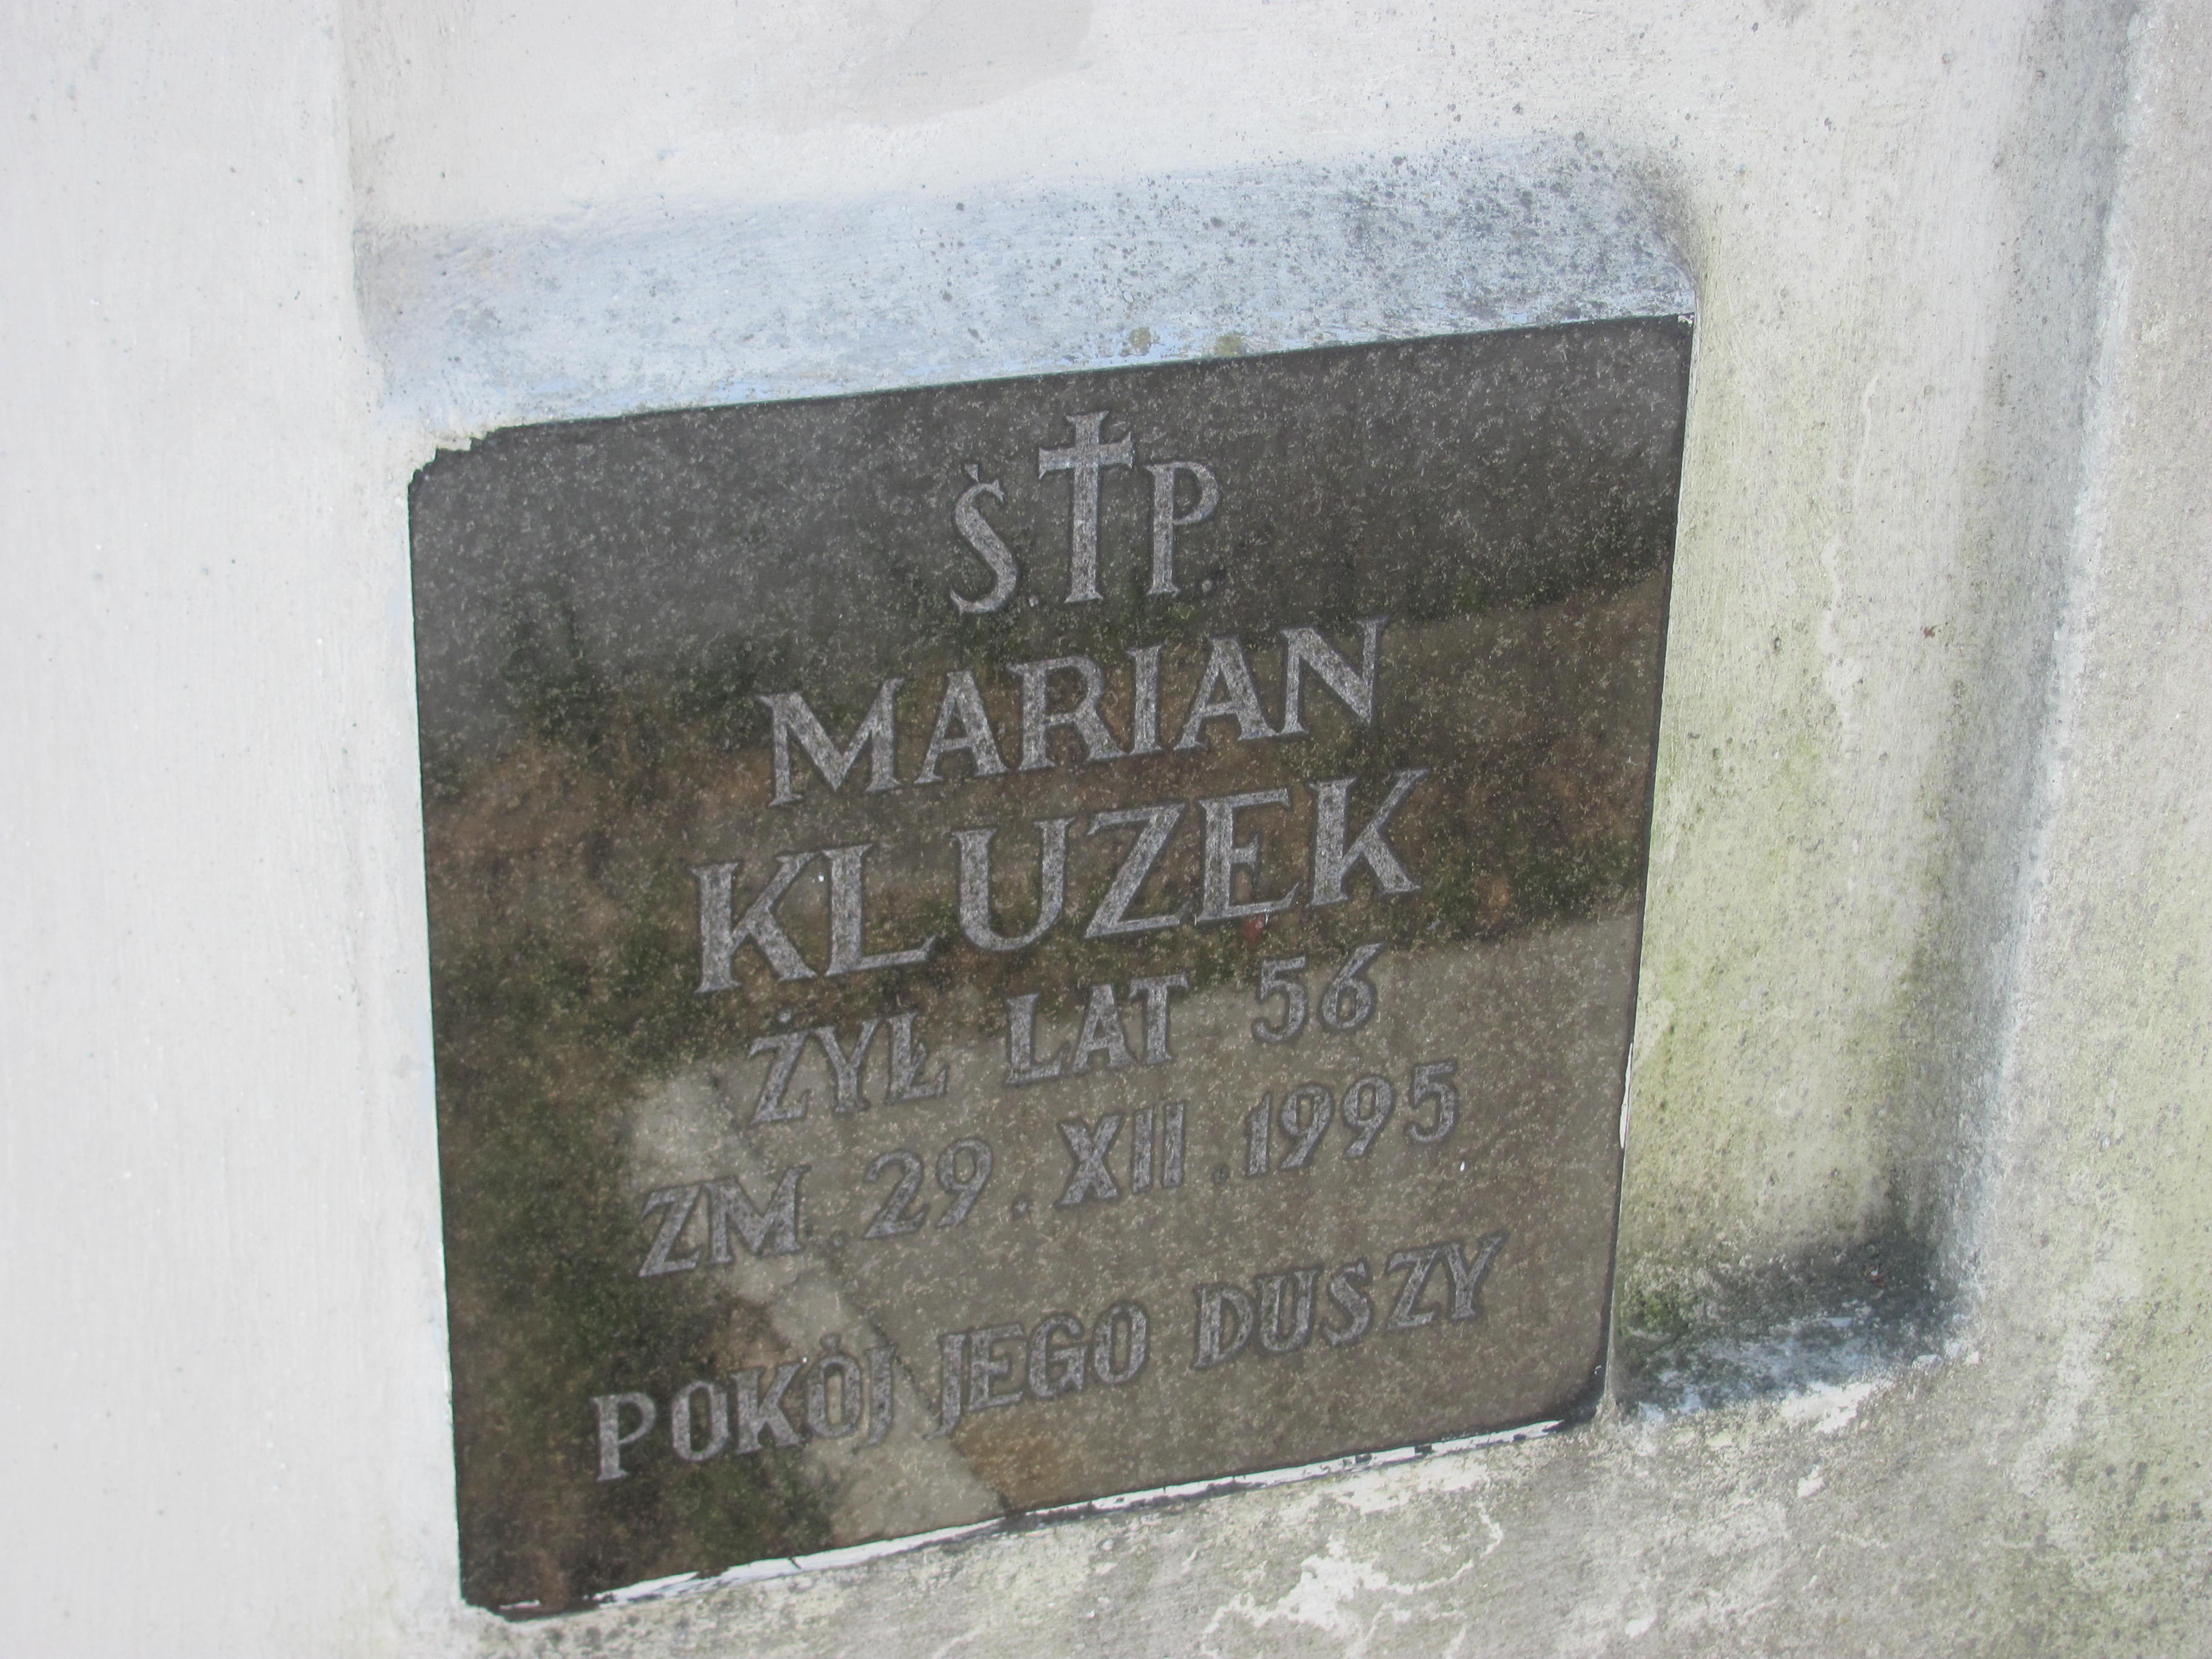 Ś.✝P.
MARIAN
KLUZEK
ŻYŁ LAT 56
ZM. 29.XII.1995
POKÓJ JEGO DUSZY